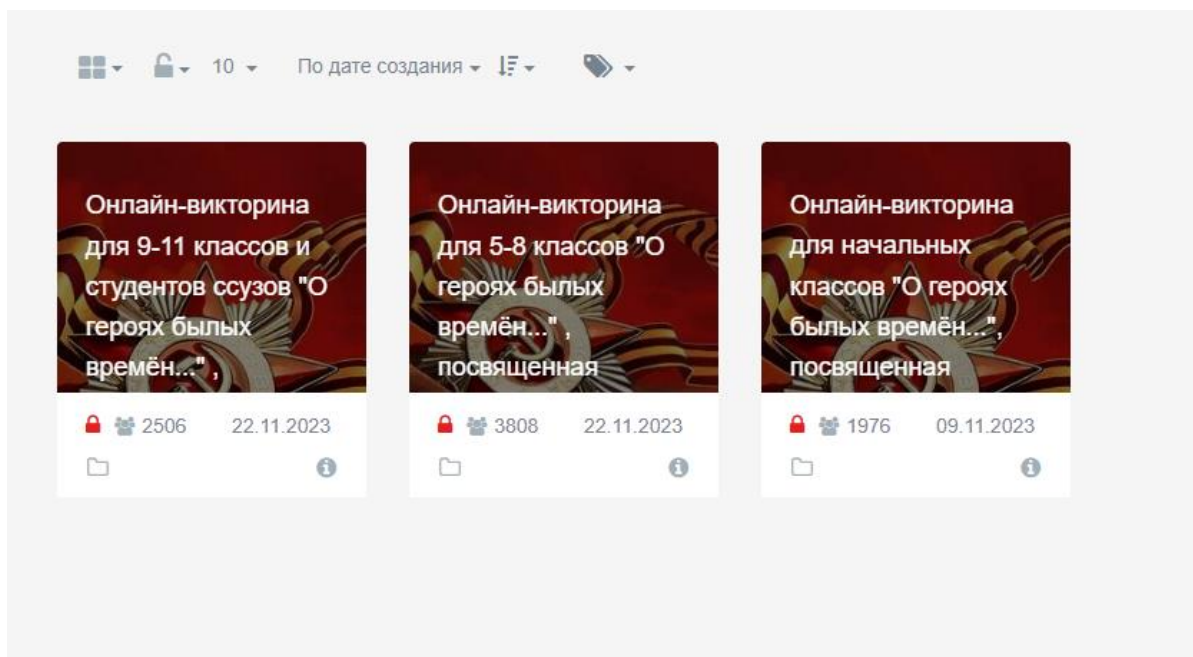 10 По дате создания
Онлайн-викторина
для 9-11 классов и
студентов ссузов "О
героях былых
времён..." ,
2506 22.11.2023
Онлайн-викторина
для 5-8 классов "О
героях былых
времён..." ,
посвященная
3808 22.11.2023
Онлайн-викторина
для начальных
классов "О героях
былых времён...",
посвященная
1976 09.11.2023